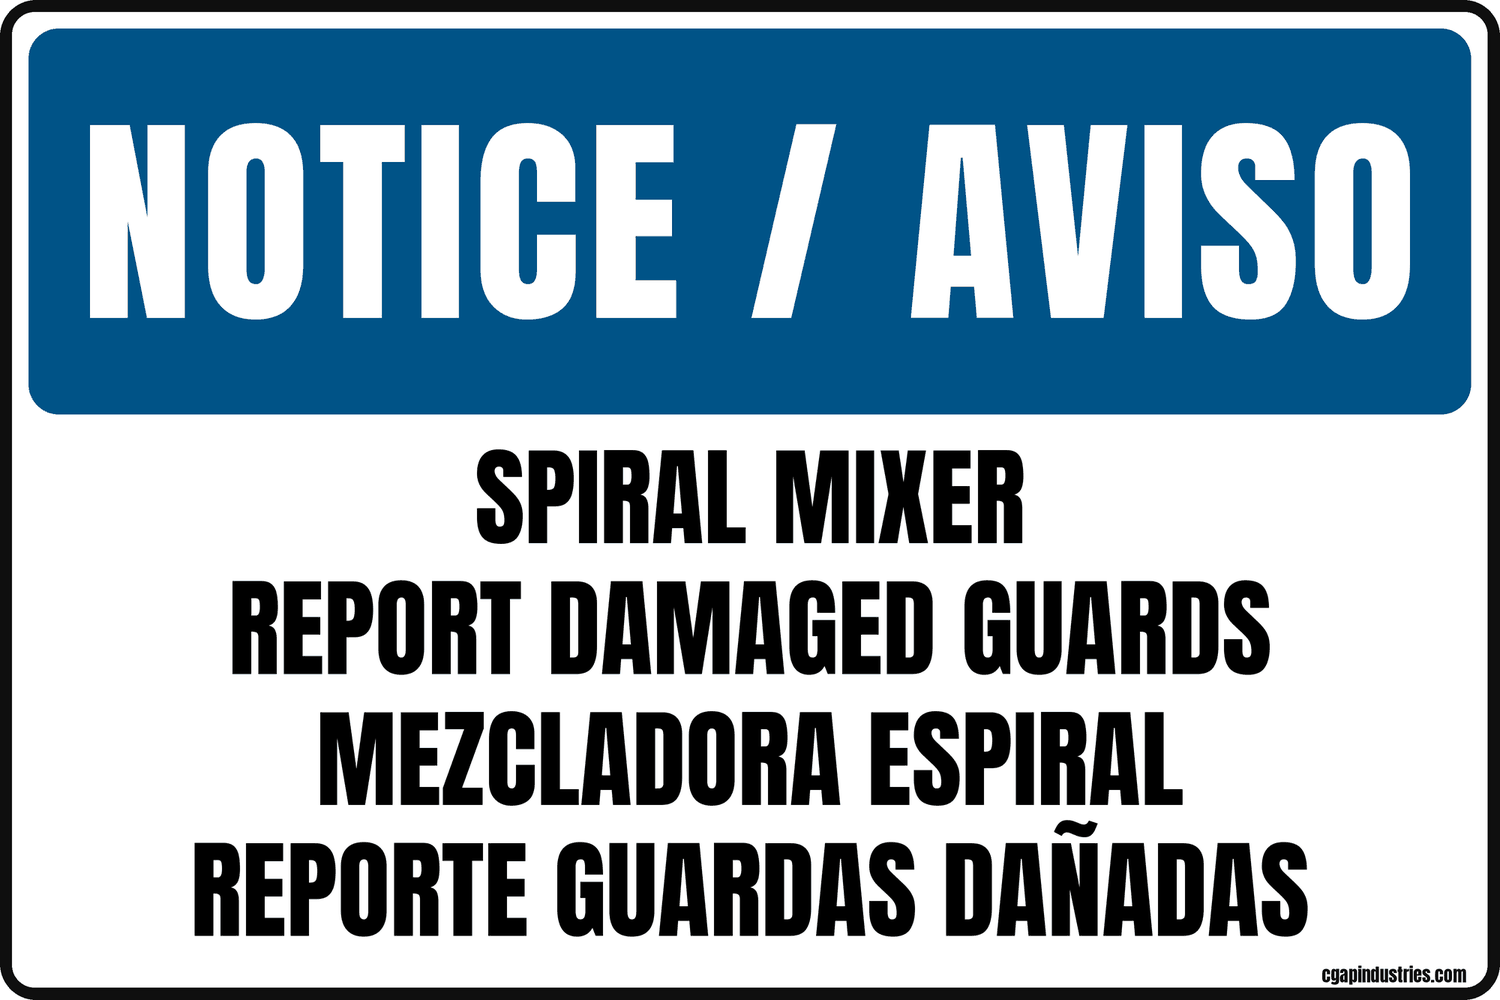 NOTICE / AVISO
SPIRAL MIXER
REPORT DAMAGED GUARDS
MEZCLADORA ESPIRAL
REPORTE GUARDAS DAÑADAS
cgapindustries.com